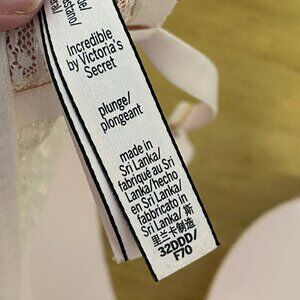 Incredible
by Victoria's
Secret
plunge/
plongeant
made in
Sri Lanka/
fabriqué au Sri
Lanka/hecho
en Sri Lanka/
fabbricato in
Sri Lanka/ 斯
里兰卡制造
32DDD/
F70